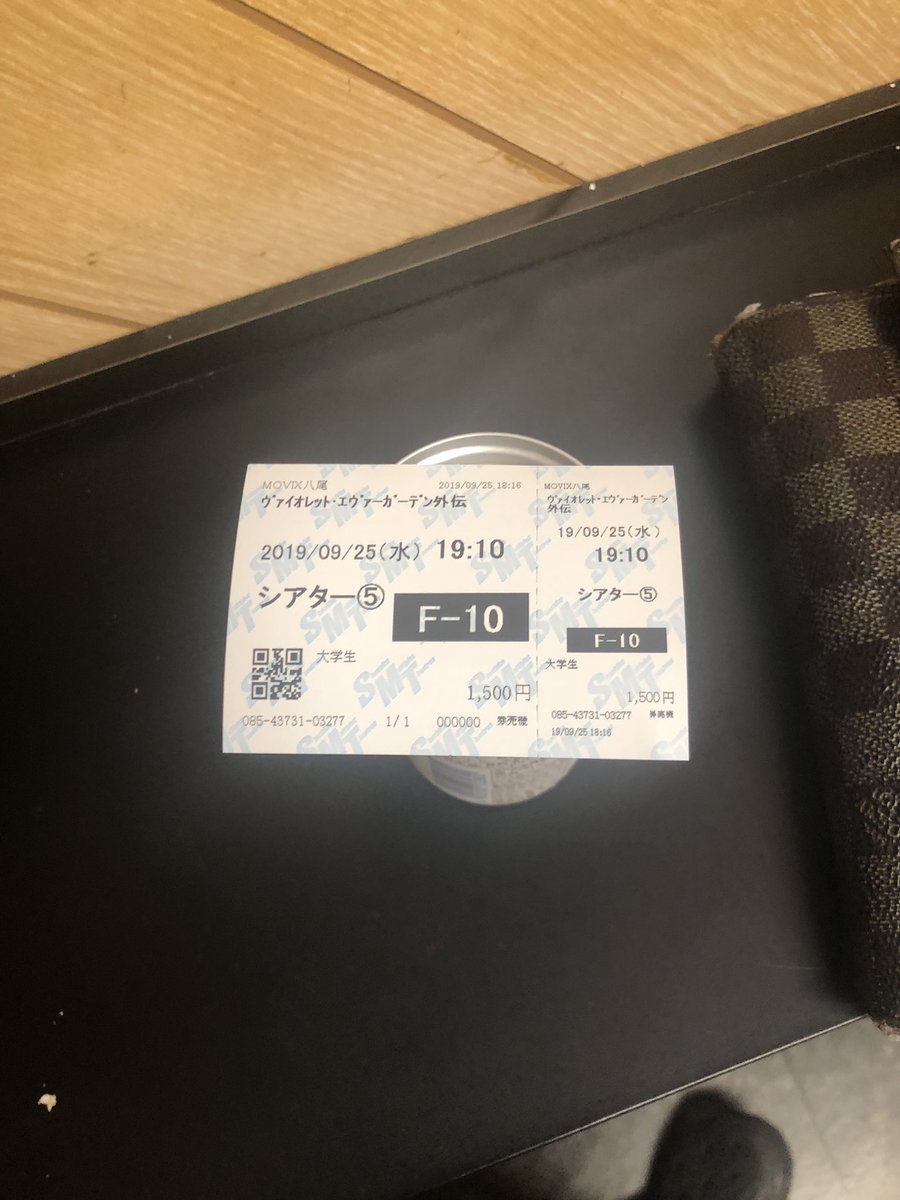 MOVIX八尾 2019/09/25 18:16
ヴァイオレット・エヴァーガーデン外伝
2019/09/25(水) 19:10
シアター⑤ F-10
大学生
1,500円
085-43731-03277 1/1 000000 券売機
MOVIX八尾
ヴァイオレット・エヴァーガーデン
外伝
19/09/25(水)
19:10
シアター⑤
F-10
大学生
1,500円
085-43731-03277 券売機
19/09/25 18:16
SMT